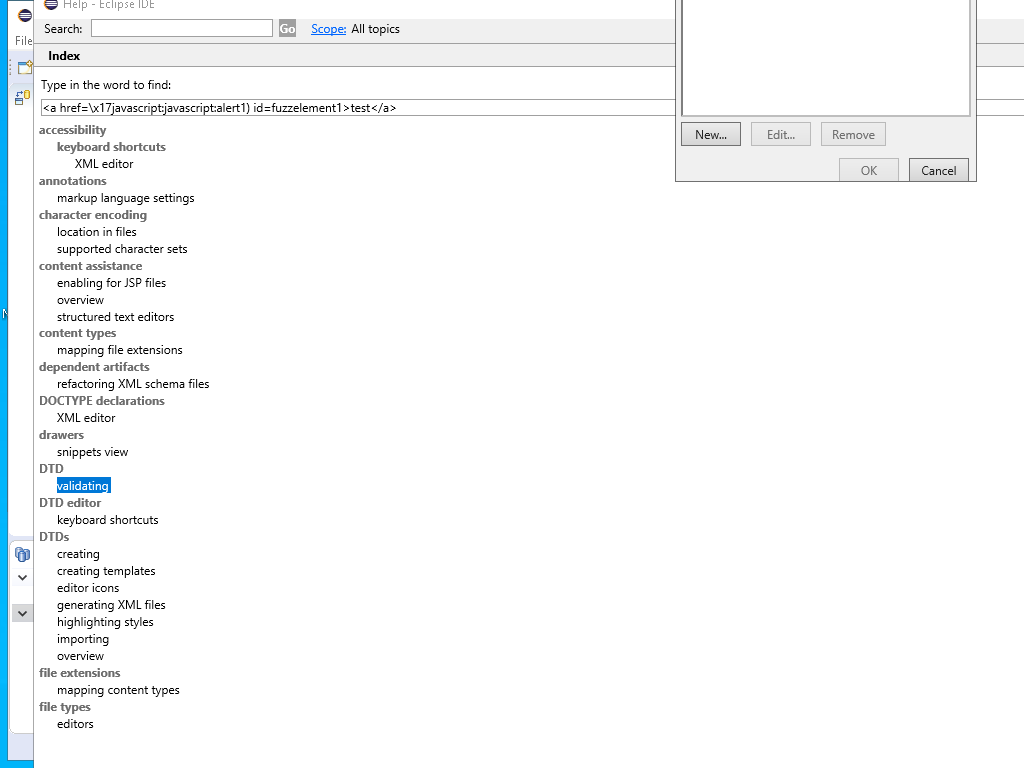 Help - Eclipse IDE
File
Search:
Go
Scope:
All topics
Index
Type in the word to find:
<a href=\x17javascript:javascript:alert1) id=fuzzelement1>test</a>
New...
Edit...
Remove
OK
Cancel
accessibility
keyboard shortcuts
XML editor
annotations
markup language settings
character encoding
location in files
supported character sets
content assistance
enabling for JSP files
overview
structured text editors
content types
mapping file extensions
dependent artifacts
refactoring XML schema files
DOCTYPE declarations
XML editor
drawers
snippets view
DTD
validating
DTD editor
keyboard shortcuts
DTDs
creating
creating templates
editor icons
generating XML files
highlighting styles
importing
overview
file extensions
mapping content types
file types
editors